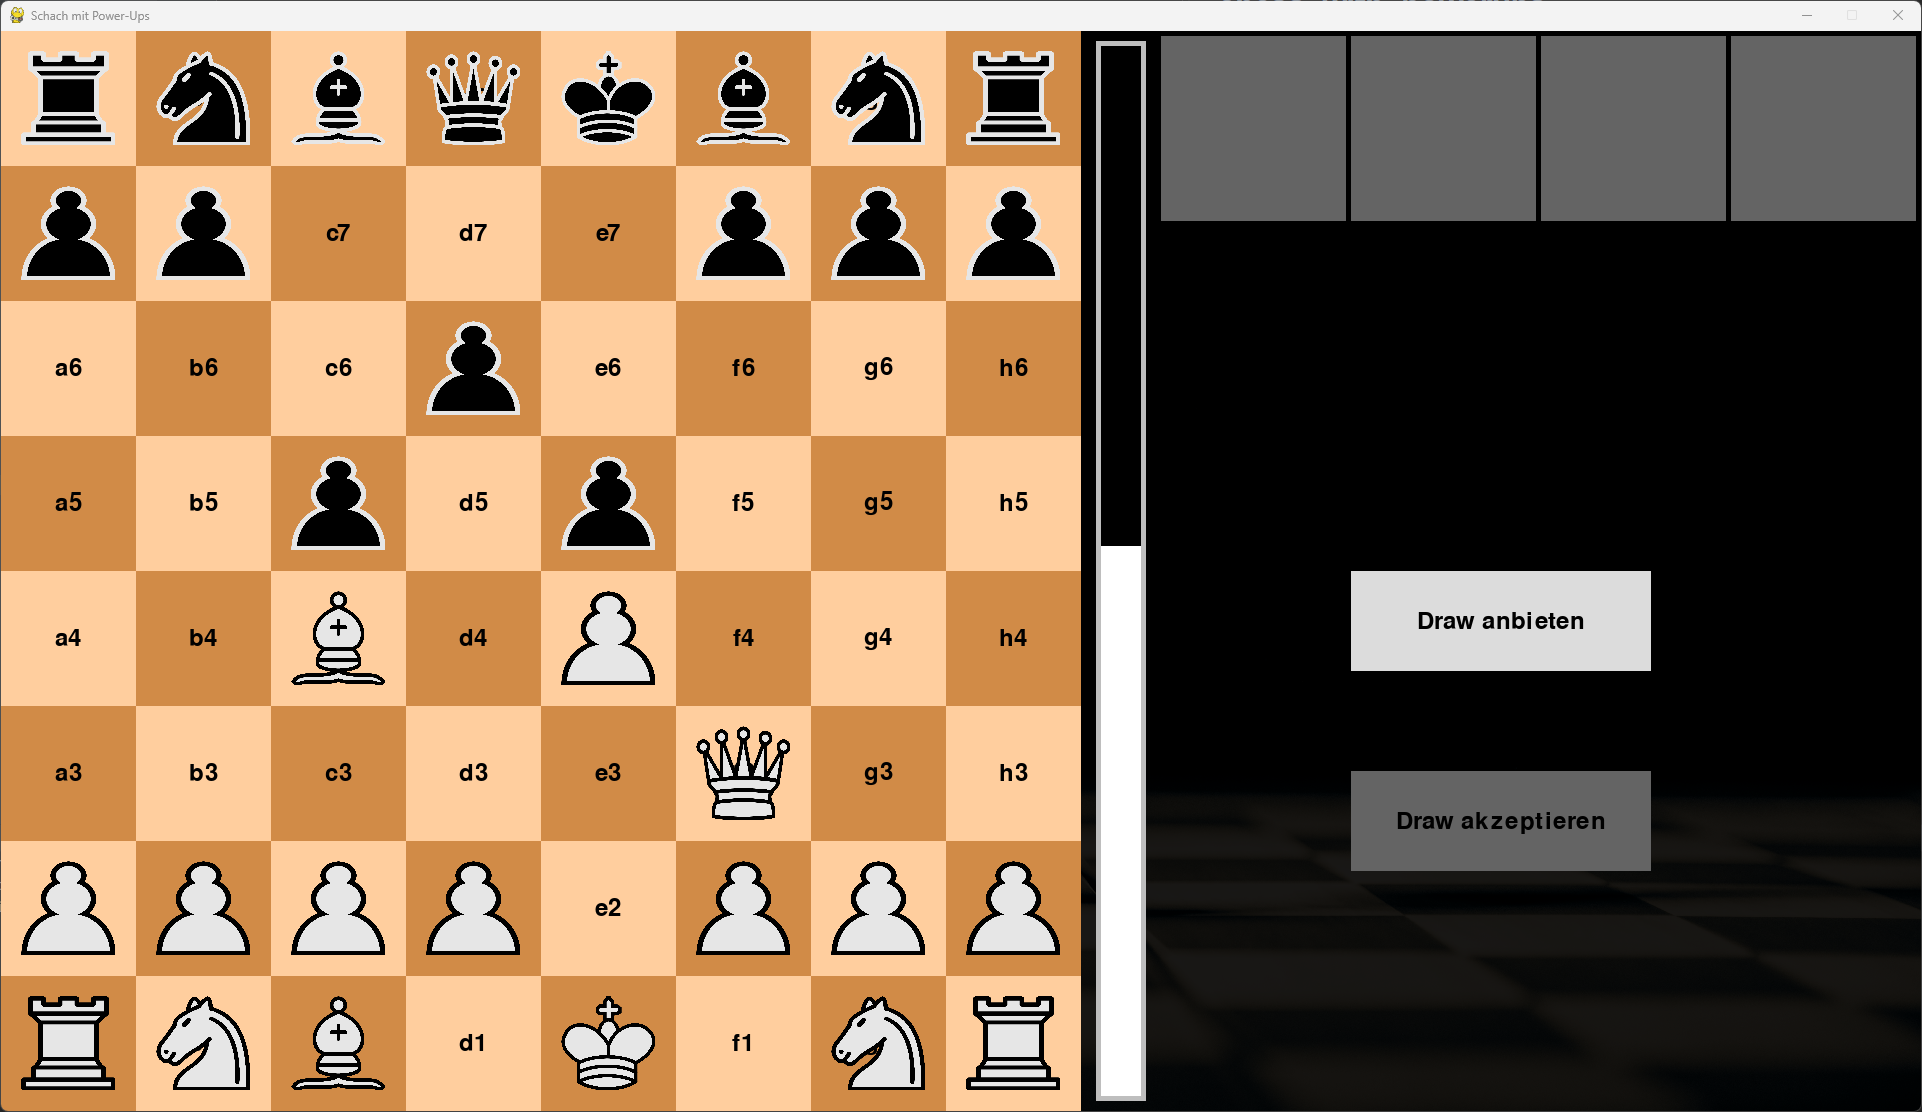 Schach mit Power-Ups
c7 d7 e7
a6 b6 c6 e6 f6 g6 h6
a5 b5 d5 f5 g5 h5
a4 b4 d4 f4 g4 h4
Draw anbieten
a3 b3 c3 d3 e3 g3 h3
Draw akzeptieren
e2
d1 f1